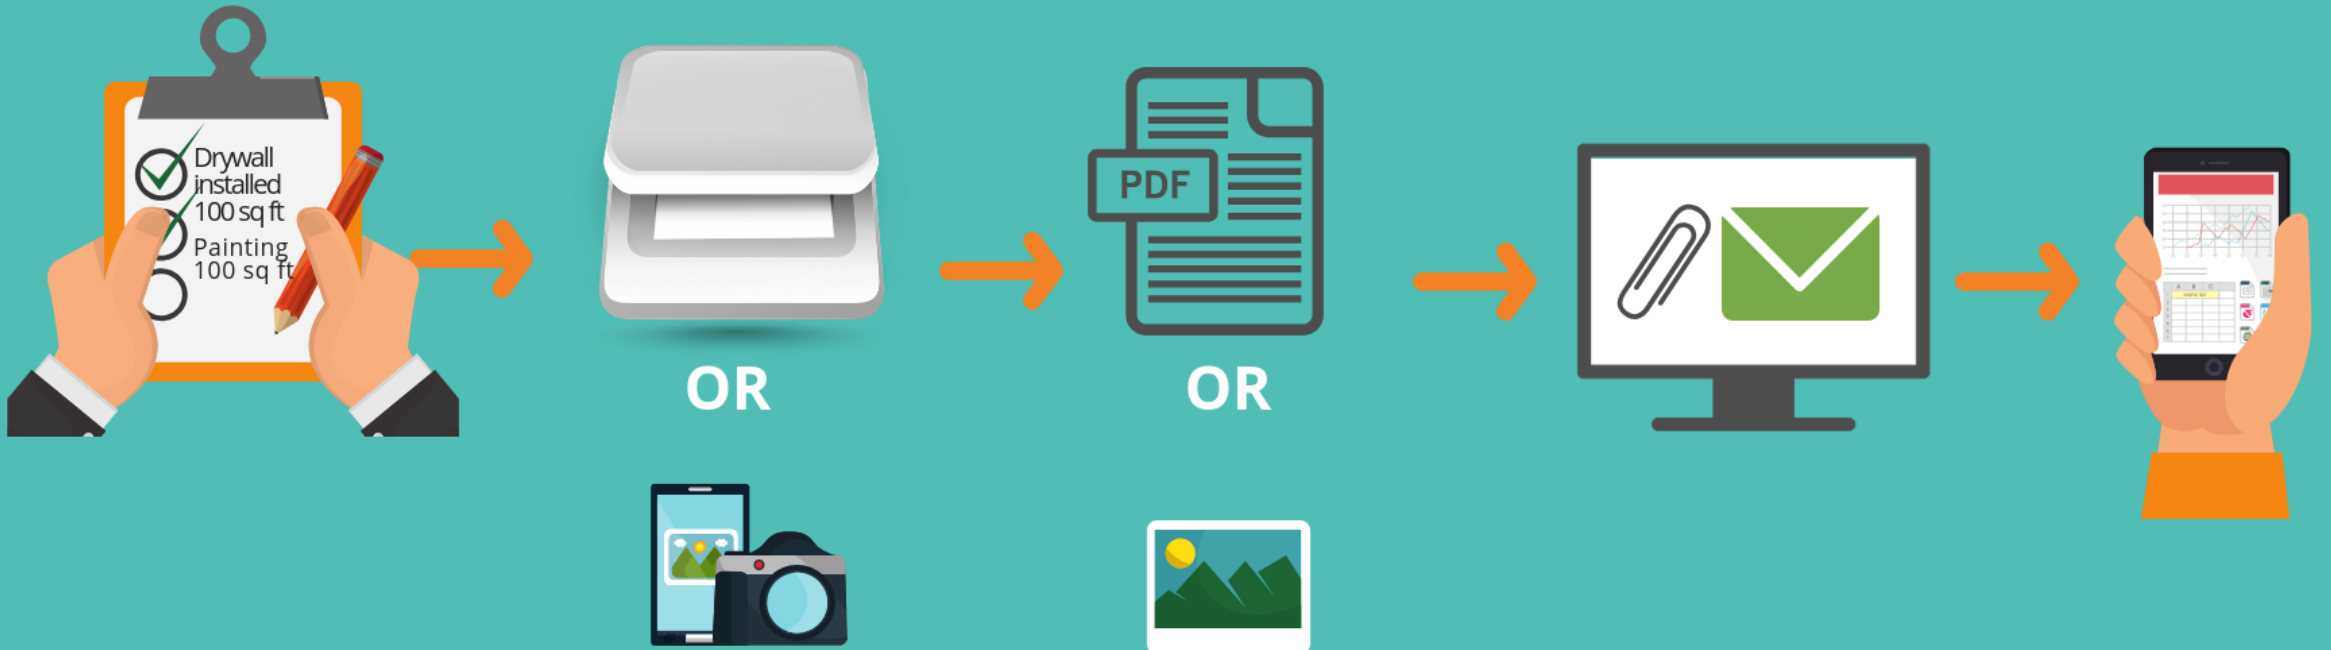 Drywall
installed
100 sq ft
Painting
100 sq ft
OR
PDF
OR
A B C